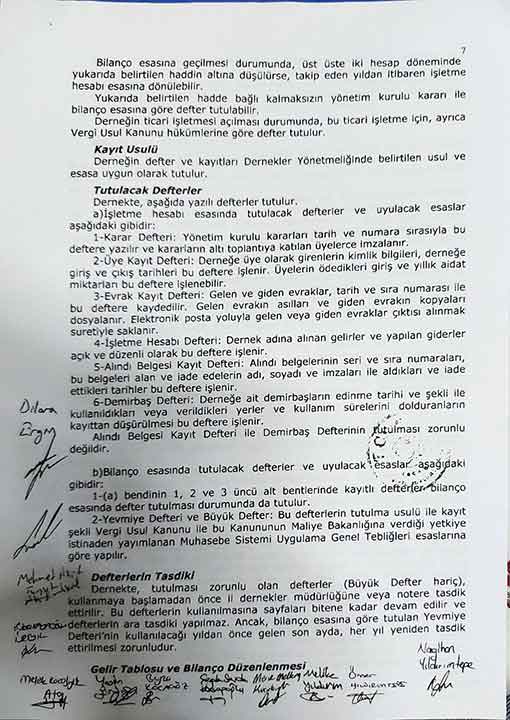 7
Bilanço esasına geçilmesi durumunda, üst üste iki hesap döneminde
yukarıda belirtilen haddin altına düşülürse, takip eden yıldan itibaren işletme
hesabı esasına dönülebilir.
Yukarıda belirtilen hadde bağlı kalmaksızın yönetim kurulu kararı ile
bilanço esasına göre defter tutulabilir.
Derneğin ticari işletmesi açılması durumunda, bu ticari işletme için, ayrıca
Vergi Usul Kanunu hükümlerine göre defter tutulur.
Kayıt Usulü
Derneğin defter ve kayıtları Dernekler Yönetmeliğinde belirtilen usul ve
esasa uygun olarak tutulur.
Tutulacak Defterler
Dernekte, aşağıda yazılı defterler tutulur.
a)İşletme hesabı esasında tutulacak defterler ve uyulacak esaslar
aşağıdaki gibidir:
1-Karar Defteri: Yönetim kurulu kararları tarih ve numara sırasıyla bu
deftere yazılır ve kararların altı toplantıya katılan üyelerce imzalanır.
2-Üye Kayıt Defteri: Derneğe üye olarak girenlerin kimlik bilgileri, derneğe
giriş ve çıkış tarihleri bu deftere işlenir. Üyelerin ödedikleri giriş ve yıllık aidat
miktarları bu deftere işlenebilir.
3-Evrak Kayıt Defteri: Gelen ve giden evraklar, tarih ve sıra numarası ile
bu deftere kaydedilir. Gelen evrakın asılları ve giden evrakın kopyaları
dosyalanır. Elektronik posta yoluyla gelen veya giden evraklar çıktısı alınmak
suretiyle saklanır.
4-İşletme Hesabı Defteri: Dernek adına alınan gelirler ve yapılan giderler
açık ve düzenli olarak bu deftere işlenir.
5-Alındı Belgesi Kayıt Defteri: Alındı belgelerinin seri ve sıra numaraları,
bu belgeleri alan ve iade edelerin adı, soyadı ve imzaları ile aldıkları ve iade
ettikleri tarihler bu deftere işlenir.
6-Demirbaş Defteri: Derneğe ait demirbaşların edinme tarihi ve şekli ile
kullanıldıkları veya verildikleri yerler ve kullanım sürelerini dolduranların
kayıttan düşürülmesi bu deftere işlenir.
Alındı Belgesi Kayıt Defteri ile Demirbaş Defterinin tutulması zorunlu
değildir.
Dilara
Ergin
b)Bilanço esasında tutulacak defterler ve uyulacak esaslar aşağıdaki
gibidir:
1-(a) bendinin 1, 2 ve 3 üncü alt bentlerinde kayıtlı defterler bilanço
esasında defter tutulması durumunda da tutulur.
2-Yevmiye Defteri ve Büyük Defter: Bu defterlerin tutulma usulü ile kayıt
şekli Vergi Usul Kanunu ile bu Kanununun Maliye Bakanlığına verdiği yetkiye
istinaden yayımlanan Muhasebe Sistemi Uygulama Genel Tebliğleri esaslarına
göre yapılır.
Mehmet
Defterlerin Tasdiki
Dernekte, tutulması zorunlu olan defterler (Büyük Defter hariç),
kullanmaya başlamadan önce il dernekler müdürlüğüne veya notere tasdik
ettirilir. Bu defterlerin kullanılmasına sayfaları bitene kadar devam edilir ve
defterlerin ara tasdiki yapılmaz. Ancak, bilanço esasına göre tutulan Yevmiye
Defteri'nin kullanılacağı yıldan önce gelen son ayda, her yıl yeniden tasdik
ettirilmesi zorunludur.
Nagihan
Yıldırımtepe
Gelir Tablosu ve Bilanço Düzenlenmesi
Melike
Yıldırım
Ömer